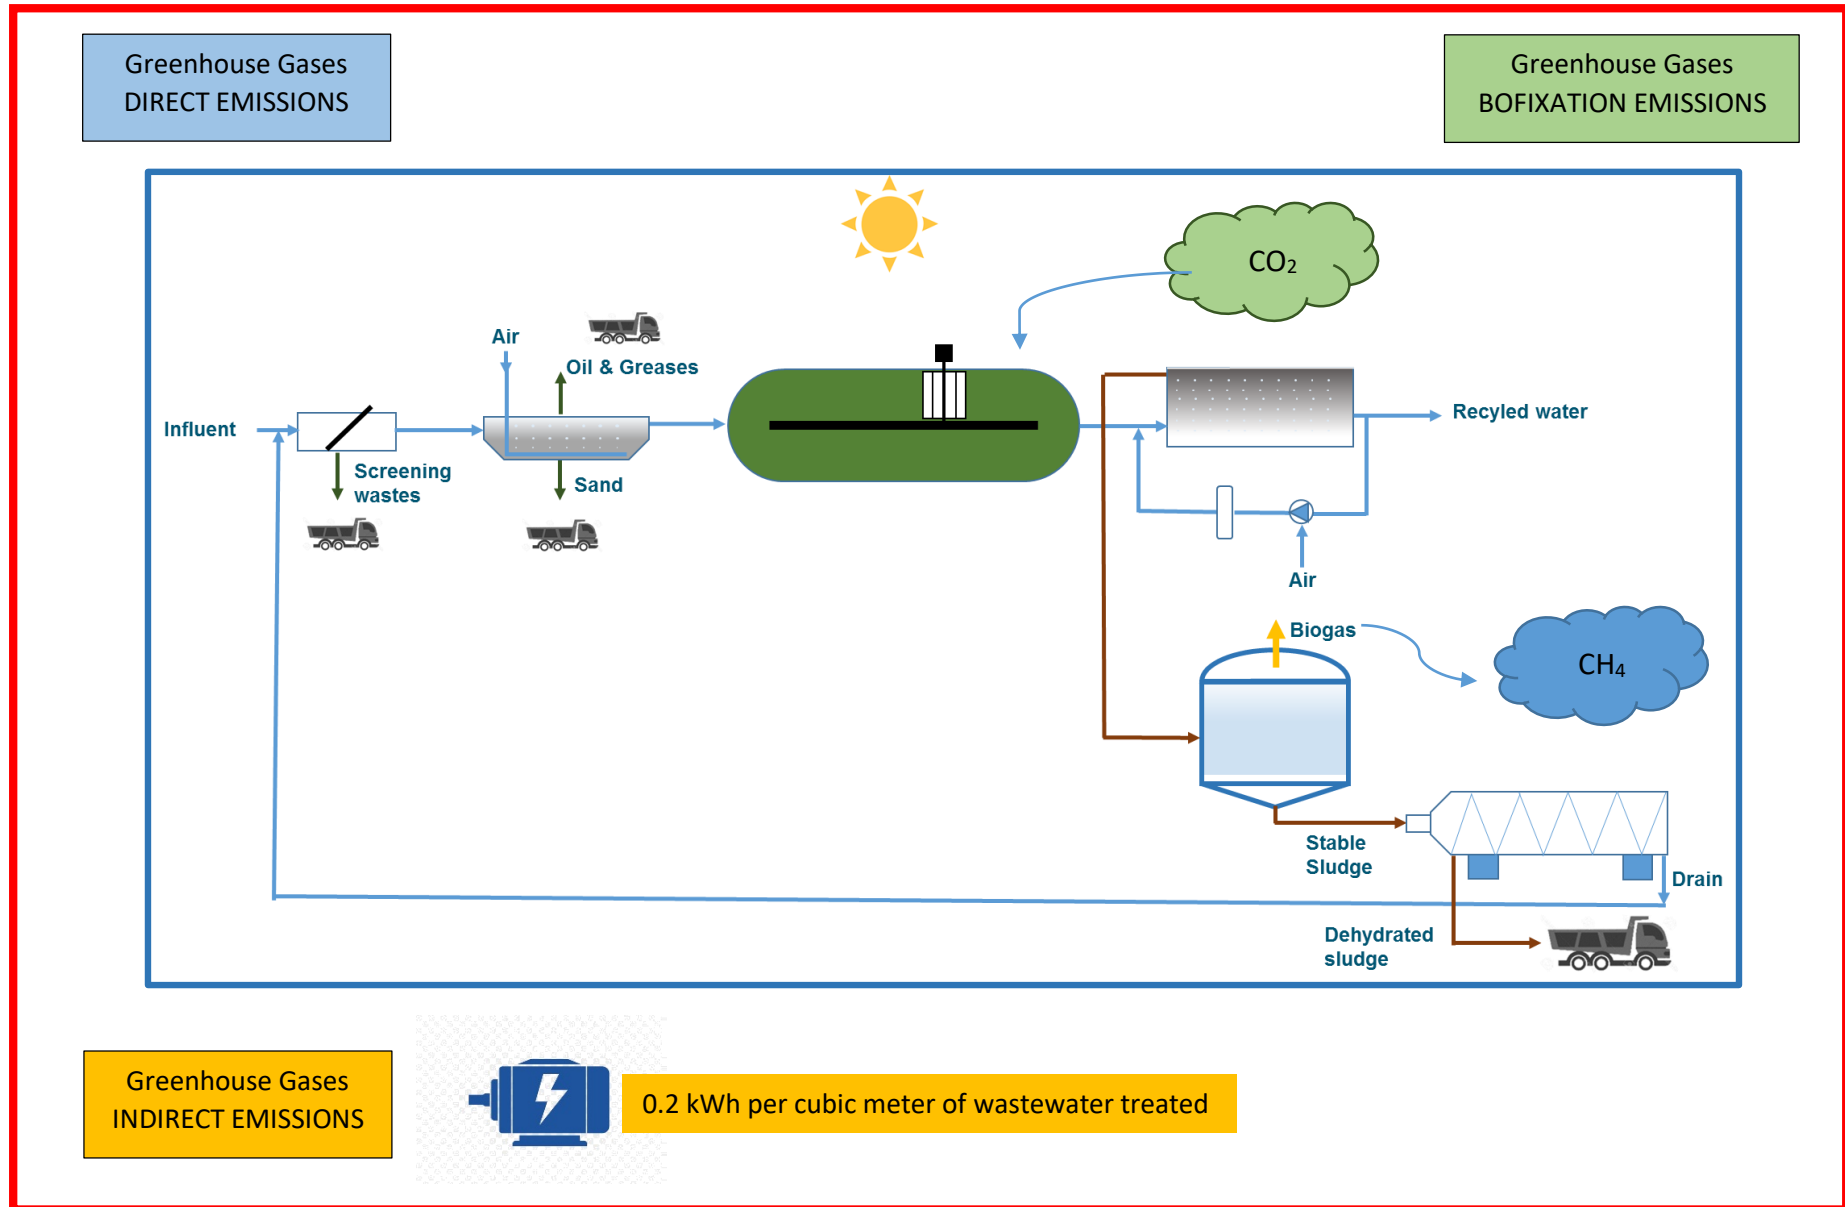 Greenhouse Gases
DIRECT EMISSIONS
Greenhouse Gases
BOFIXATION EMISSIONS
CO₂
Air
Oil & Greases
Influent
Recyled water
Screening
wastes
Sand
Air
Biogas
CH₄
Stable
Sludge
Drain
Dehydrated
sludge
Greenhouse Gases
INDIRECT EMISSIONS
0.2 kWh per cubic meter of wastewater treated